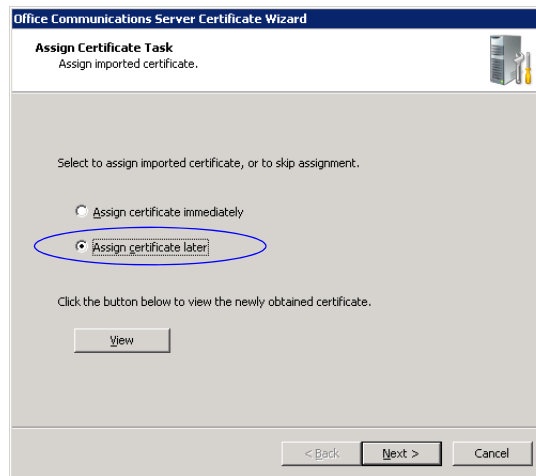 Office Communications Server Certificate Wizard
Assign Certificate Task
Assign imported certificate.
Select to assign imported certificate, or to skip assignment.
Assign certificate immediately
Assign certificate later
Click the button below to view the newly obtained certificate.
View
< Back Next > Cancel